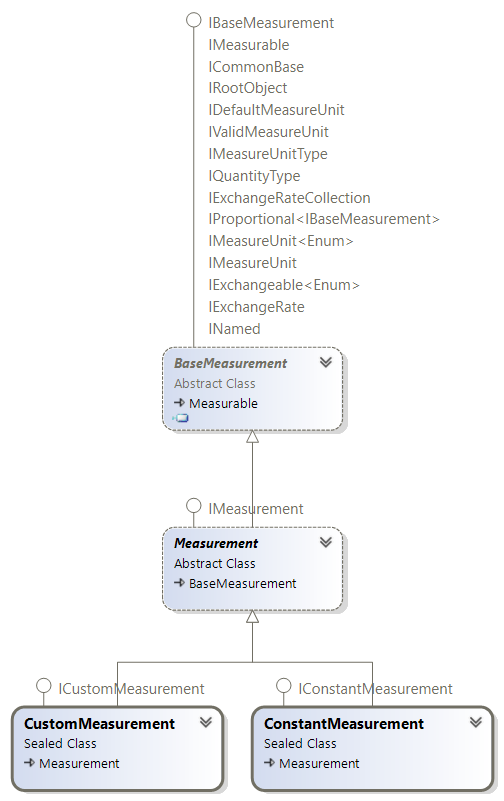 IBaseMeasurement
IMeasurable
ICommonBase
IRootObject
IDefaultMeasureUnit
IValidMeasureUnit
IMeasureUnitType
IQuantityType
IExchangeRateCollection
IProportional<IBaseMeasurement>
IMeasureUnit<Enum>
IMeasureUnit
IExchangeable<Enum>
IExchangeRate
INamed
BaseMeasurement
Abstract Class
Measurable
IMeasurement
Measurement
Abstract Class
BaseMeasurement
ICustomMeasurement
CustomMeasurement
Sealed Class
Measurement
IConstantMeasurement
ConstantMeasurement
Sealed Class
Measurement